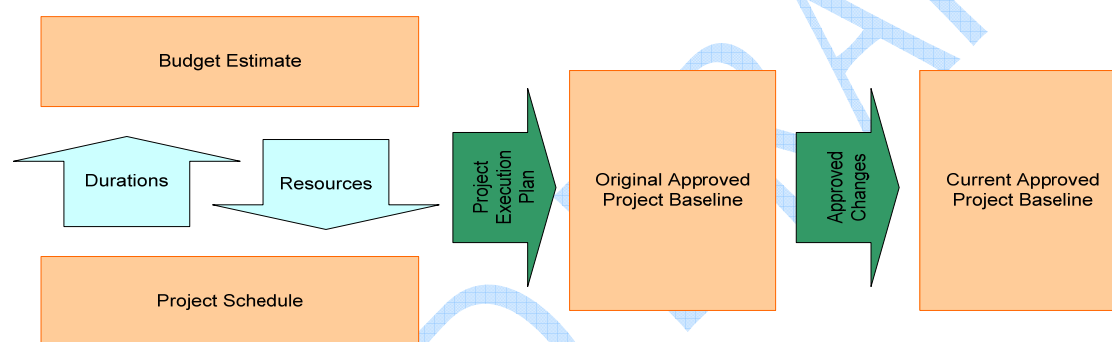 Budget Estimate
Durations
Resources
Project Schedule
Project
Execution
Plan
Original Approved
Project Baseline
Approved
Changes
Current Approved
Project Baseline